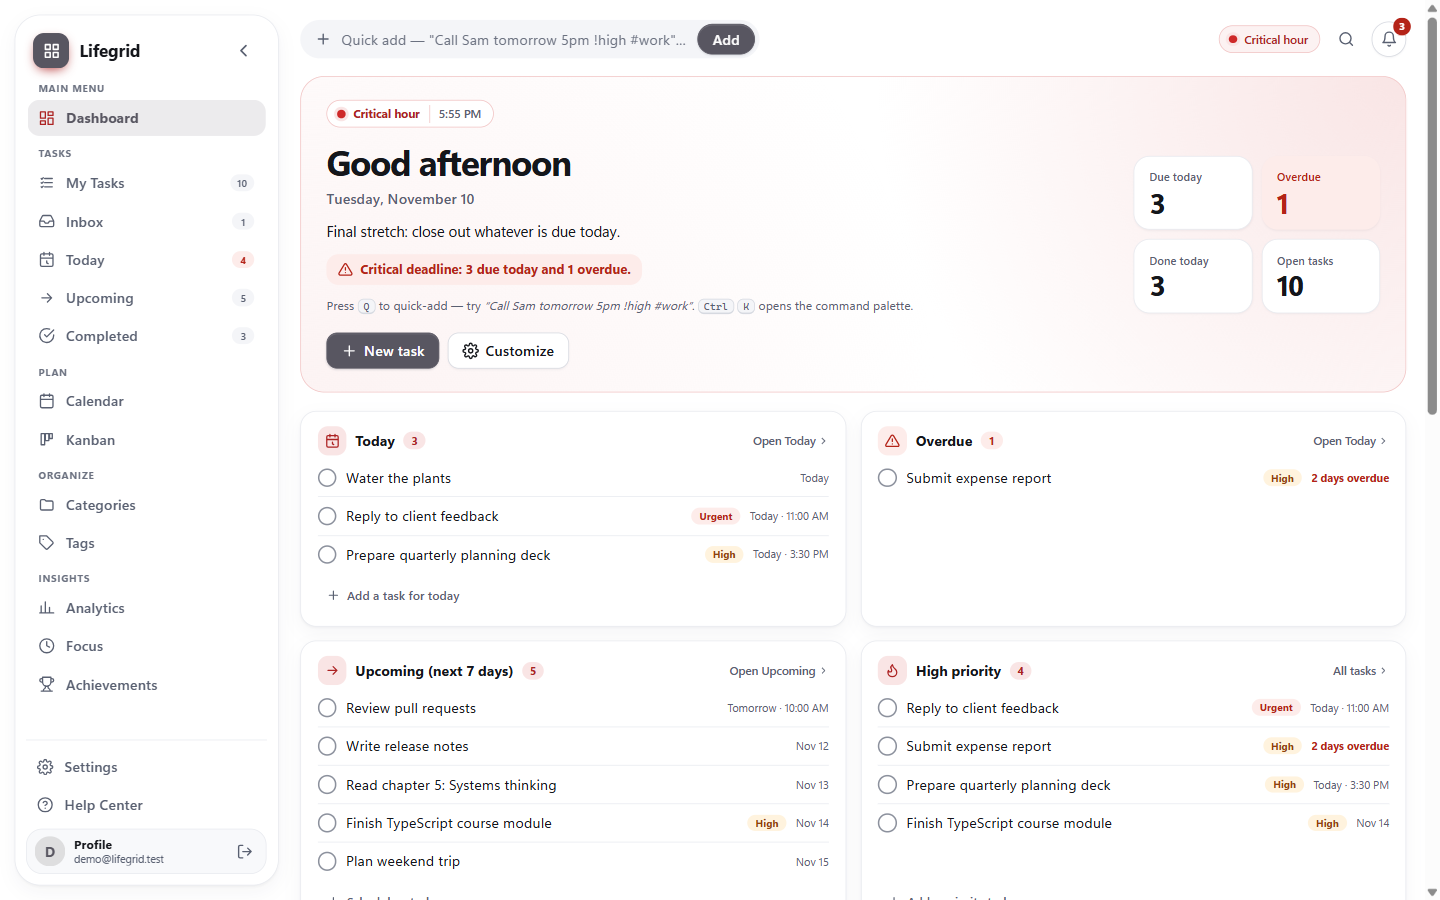 Lifegrid
MAIN MENU
Dashboard
TASKS
My Tasks 10
Inbox 1
Today 4
Upcoming 5
Completed 3
PLAN
Calendar
Kanban
ORGANIZE
Categories
Tags
INSIGHTS
Analytics
Focus
Achievements
Settings
Help Center
D
Profile
demo@lifegrid.test
Quick add — "Call Sam tomorrow 5pm !high #work"...
Add
Critical hour
3
Critical hour 5:55 PM
Good afternoon
Tuesday, November 10
Final stretch: close out whatever is due today.
Critical deadline: 3 due today and 1 overdue.
Press Q to quick-add — try "Call Sam tomorrow 5pm !high #work". Ctrl K opens the command palette.
New task
Customize
Due today
3
Overdue
1
Done today
3
Open tasks
10
Today 3 Open Today
Water the plants Today
Reply to client feedback Urgent Today · 11:00 AM
Prepare quarterly planning deck High Today · 3:30 PM
Add a task for today
Overdue 1 Open Today
Submit expense report High 2 days overdue
Upcoming (next 7 days) 5 Open Upcoming
Review pull requests Tomorrow · 10:00 AM
Write release notes Nov 12
Read chapter 5: Systems thinking Nov 13
Finish TypeScript course module High Nov 14
Plan weekend trip Nov 15
High priority 4 All tasks
Reply to client feedback Urgent Today · 11:00 AM
Submit expense report High 2 days overdue
Prepare quarterly planning deck High Today · 3:30 PM
Finish TypeScript course module High Nov 14